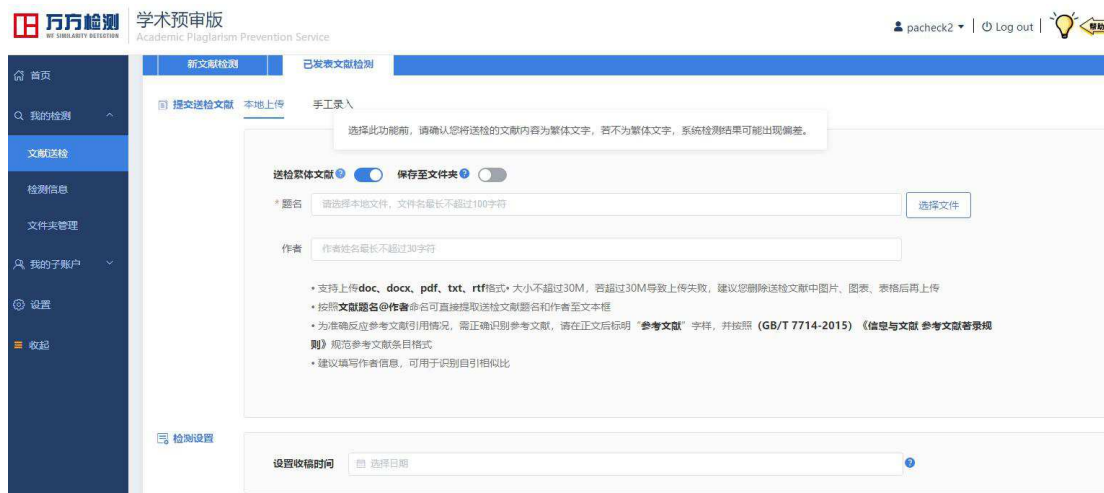 万方检测
WF SIMILARITY DETECTION
学术预审版
Academic Plagiarism Prevention Service
pacheck2
Log out
帮助
首页
我的检测
文献送检
检测信息
文件夹管理
我的子账户
设置
收起
新文献检测
已发表文献检测
提交送检文献
本地上传
手工录入
选择此功能前，请确认您将送检的文献内容为繁体文字，若不为繁体文字，系统检测结果可能出现偏差。
送检繁体文献
保存至文件夹
*题名
请选择本地文件，文件名最长不超过100字符
选择文件
作者
作者姓名最长不超过30字符
• 支持上传doc、docx、pdf、txt、rtf格式• 大小不超过30M，若超过30M导致上传失败，建议您删除送检文献中图片、图表、表格后再上传
• 按照文献题名@作者命名可直接提取送检文献题名和作者至文本框
• 为准确反应参考文献引用情况，需正确识别参考文献，请在正文后标明“参考文献”字样，并按照（GB/T 7714-2015）《信息与文献 参考文献著录规
则》规范参考文献条目格式
• 建议填写作者信息，可用于识别自引相似比
检测设置
设置收稿时间
选择日期